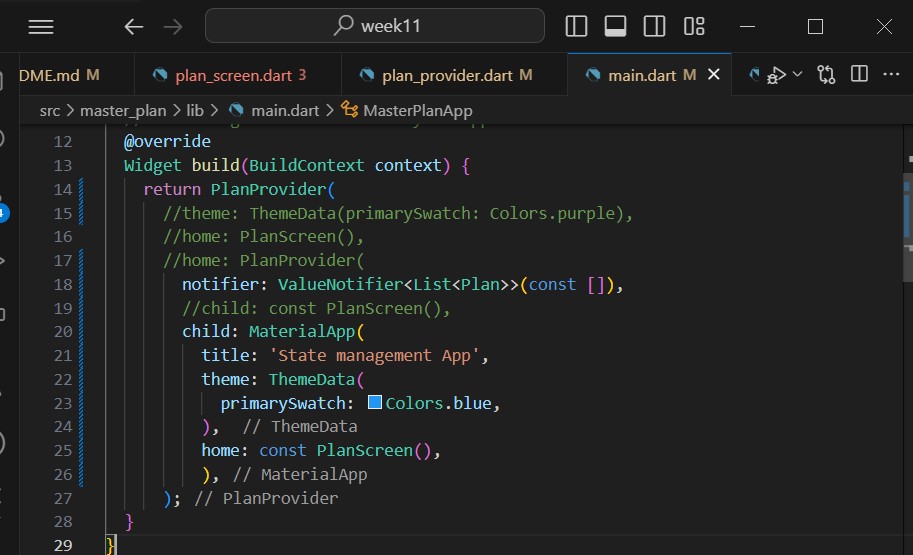 week11
DME.md M
plan_screen.dart 3
plan_provider.dart M
main.dart M
src > master_plan > lib > main.dart > MasterPlanApp
12 @override
13 Widget build(BuildContext context) {
14 return PlanProvider(
15 //theme: ThemeData(primarySwatch: Colors.purple),
16 //home: PlanScreen(),
17 //home: PlanProvider(
18 notifier: ValueNotifier<List<Plan>>(const []),
19 //child: const PlanScreen(),
20 child: MaterialApp(
21 title: 'State management App',
22 theme: ThemeData(
23 primarySwatch: Colors.blue,
24 ), // ThemeData
25 home: const PlanScreen(),
26 ), // MaterialApp
27 ); // PlanProvider
28 }
29 }